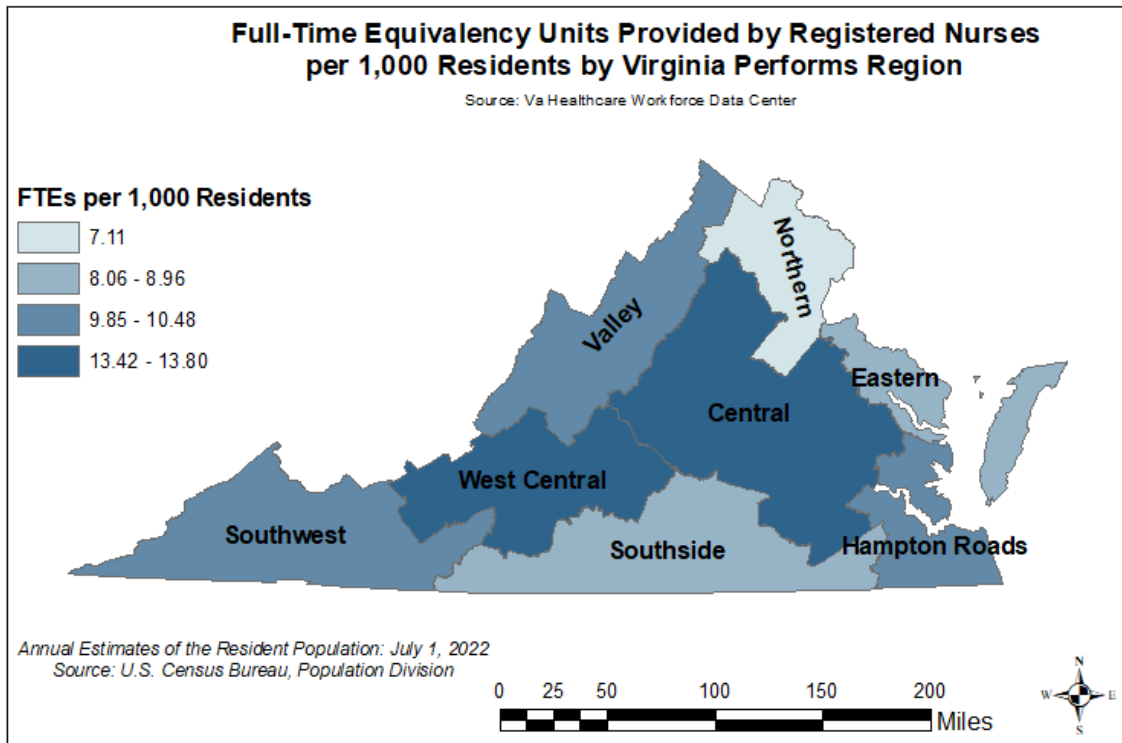 Full-Time Equivalency Units Provided by Registered Nurses
per 1,000 Residents by Virginia Performs Region
Source: Va Healthcare Workforce Data Center
FTEs per 1,000 Residents
7.11
8.06 - 8.96
9.85 - 10.48
13.42 - 13.80
Northern
Valley
Eastern
Central
West Central
Southwest
Southside
Hampton Roads
Annual Estimates of the Resident Population: July 1, 2022
Source: U.S. Census Bureau, Population Division
0 25 50 100 150 200
Miles
N
W E
S